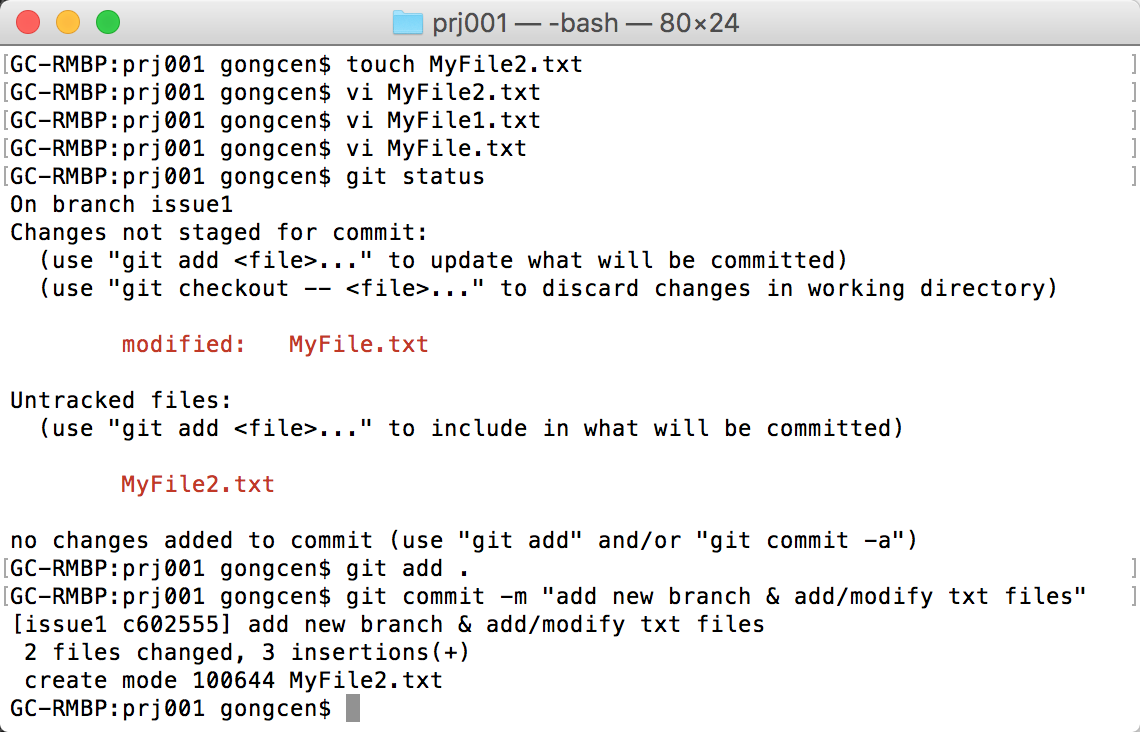 prj001 — -bash — 80×24
[GC-RMBP:prj001 gongcen$ touch MyFile2.txt ]
[GC-RMBP:prj001 gongcen$ vi MyFile2.txt ]
[GC-RMBP:prj001 gongcen$ vi MyFile1.txt ]
[GC-RMBP:prj001 gongcen$ vi MyFile.txt ]
[GC-RMBP:prj001 gongcen$ git status ]
On branch issue1
Changes not staged for commit:
  (use "git add <file>..." to update what will be committed)
  (use "git checkout -- <file>..." to discard changes in working directory)
        modified:   MyFile.txt
Untracked files:
  (use "git add <file>..." to include in what will be committed)
        MyFile2.txt
no changes added to commit (use "git add" and/or "git commit -a")
[GC-RMBP:prj001 gongcen$ git add . ]
[GC-RMBP:prj001 gongcen$ git commit -m "add new branch & add/modify txt files" ]
[issue1 c602555] add new branch & add/modify txt files
 2 files changed, 3 insertions(+)
 create mode 100644 MyFile2.txt
GC-RMBP:prj001 gongcen$